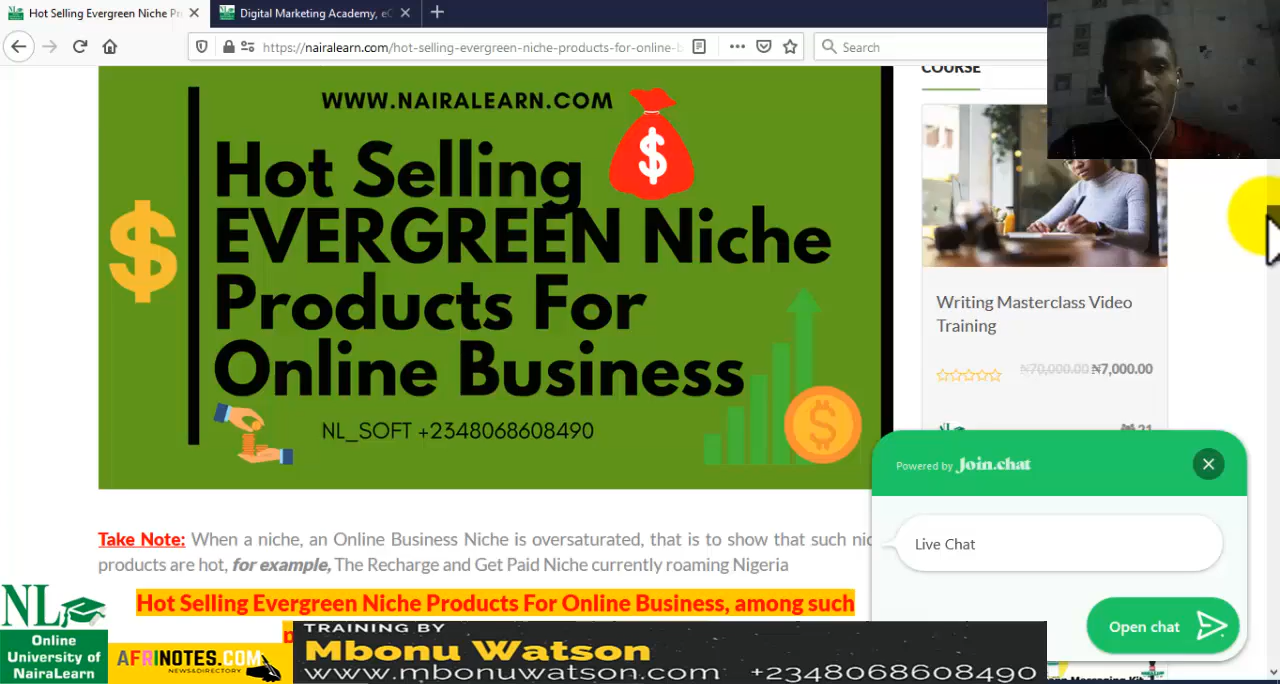 Hot Selling Evergreen Niche Pr
Digital Marketing Academy, eC
https://nairalearn.com/hot-selling-evergreen-niche-products-for-online-b
Search
COURSE
WWW.NAIRALEARN.COM
Hot Selling
EVERGREEN Niche
Products For
Online Business
NL_SOFT +2348068608490
Writing Masterclass Video
Training
₦70,000.00 ₦7,000.00
21
Powered by Join.chat
Live Chat
Open chat
Take Note: When a niche, an Online Business Niche is oversaturated, that is to show that such nic
products are hot, for example, The Recharge and Get Paid Niche currently roaming Nigeria
Hot Selling Evergreen Niche Products For Online Business, among such
NL
Online
University of
NairaLearn
AFRINOTES.COM
NEWS&DIRECTORY
TRAINING BY
Mbonu Watson
www.mbonuwatson.com +2348068608490